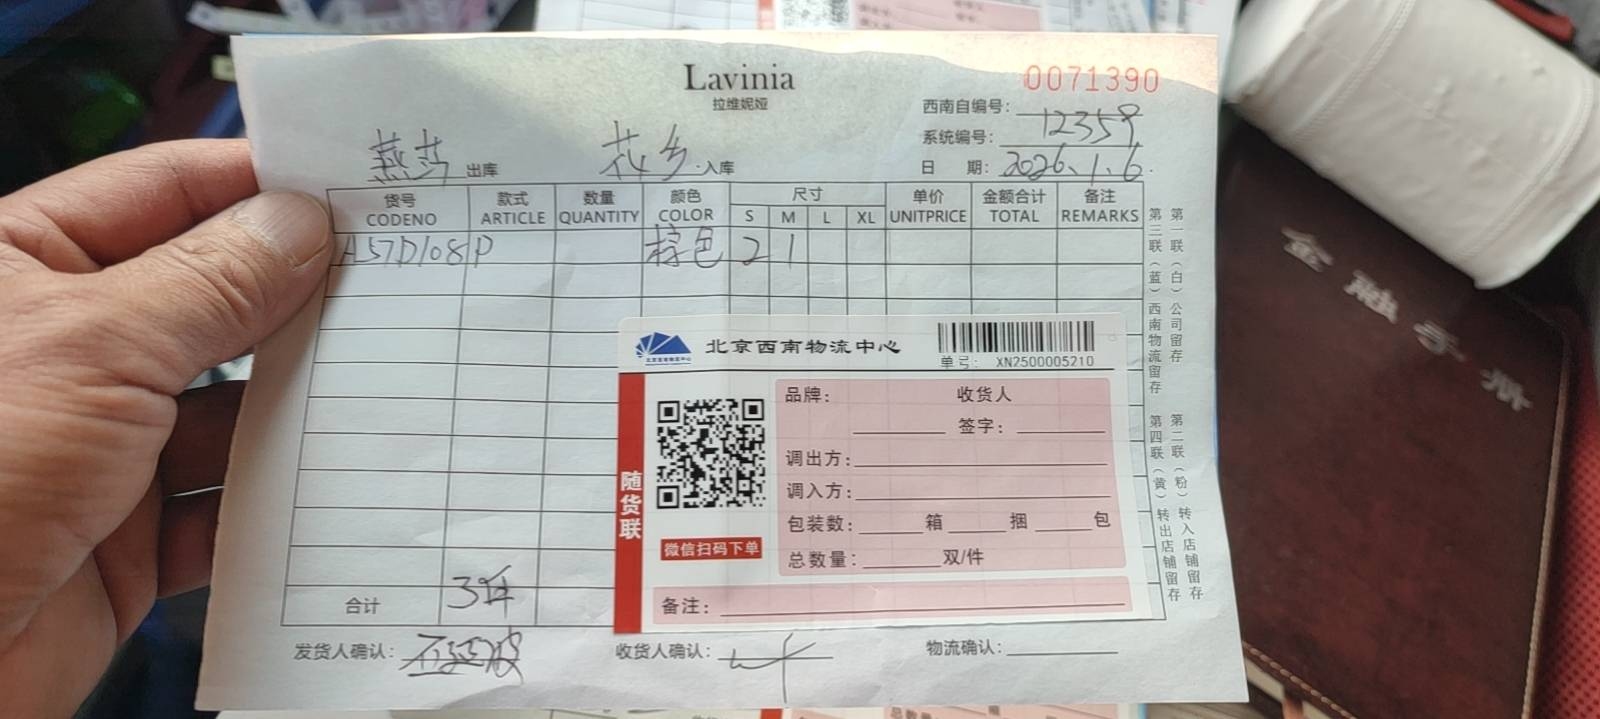 Lavinia
拉维妮娅
0071390
西南自编号:
系统编号: 12359
日 期: 2026.1.6.
燕莎 出库 花乡 入库
货号 款式 数量 颜色 尺寸 单价 金额合计 备注
CODENO ARTICLE QUANTITY COLOR S M L XL UNITPRICE TOTAL REMARKS
A57D108P 棕色 2 1
北京西南物流中心
单号: XN2500005210
随货联
微信扫码下单
品牌: 收货人
签字:
调出方:
调入方:
包装数: 箱 捆 包
总数量: 双/件
备注:
合计 3件
发货人确认: 收货人确认: 物流确认:
第一联(白)公司留存
第二联(粉)转入店铺留存
第三联(蓝)西南物流留存
第四联(黄)转出店铺留存
金融手册